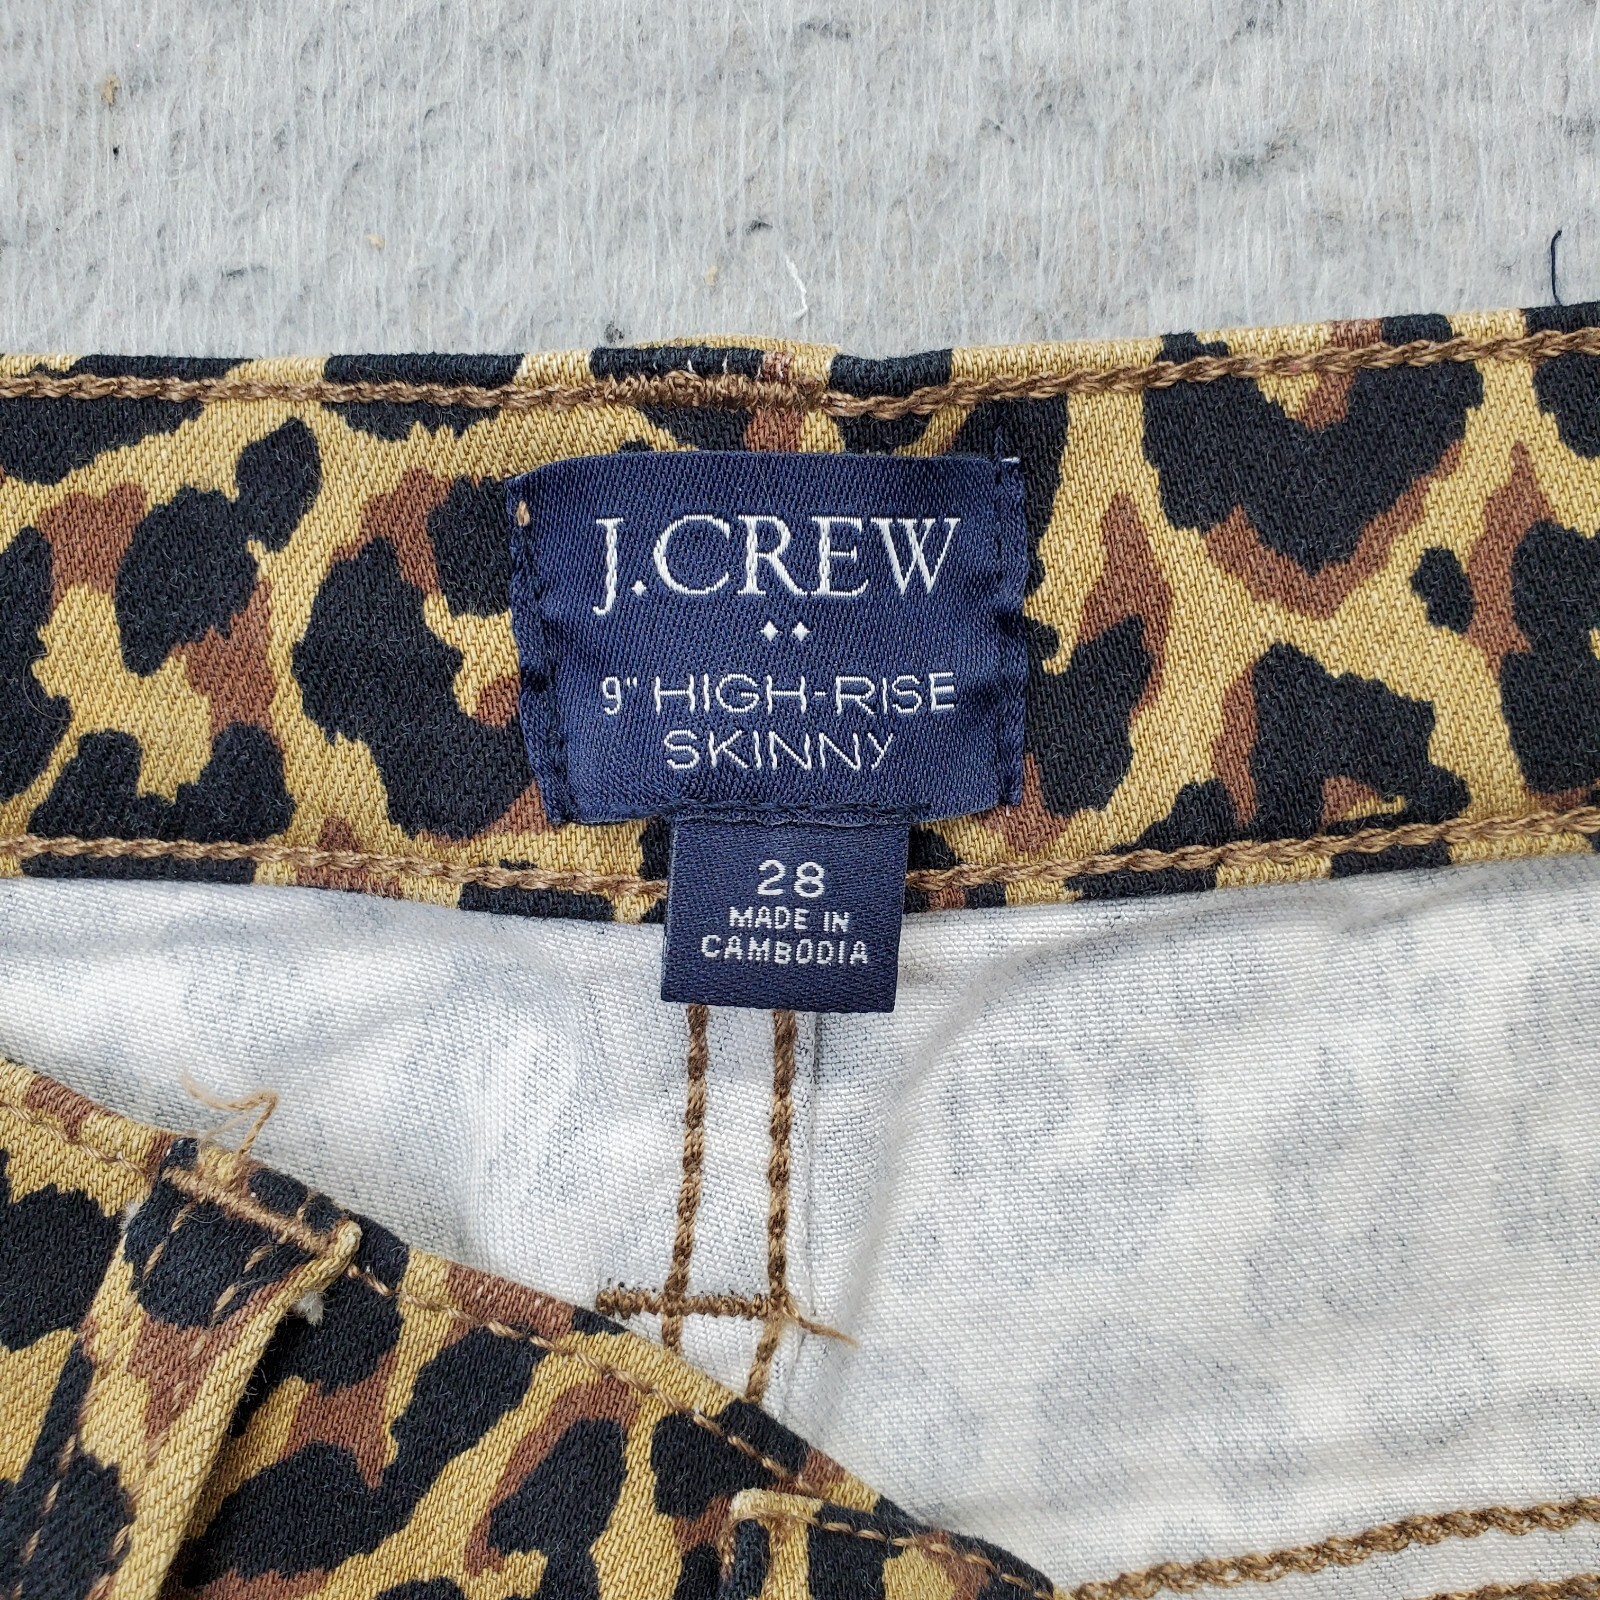 J.CREW
9" HIGH-RISE
SKINNY
28
MADE IN
CAMBODIA